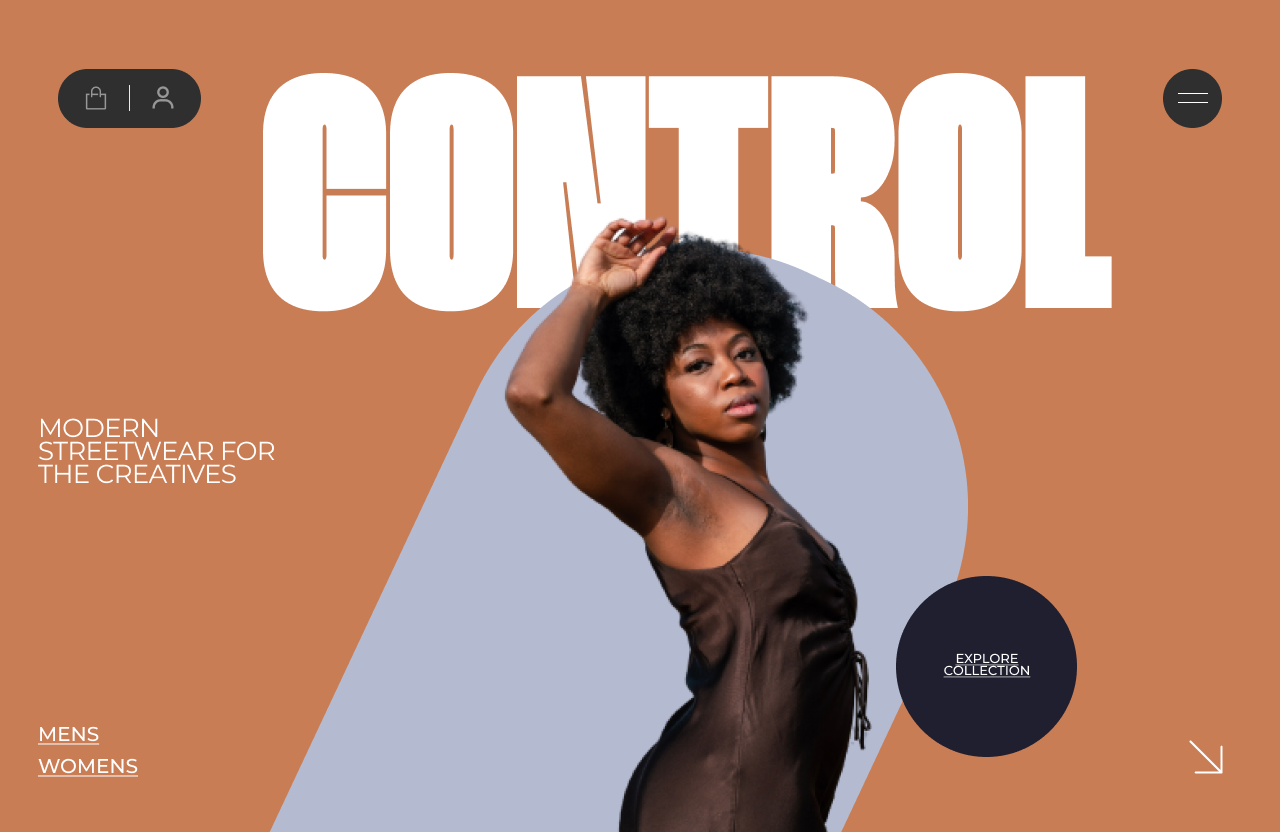 CONTROL
MODERN
STREETWEAR FOR
THE CREATIVES
EXPLORE
COLLECTION
MENS
WOMENS